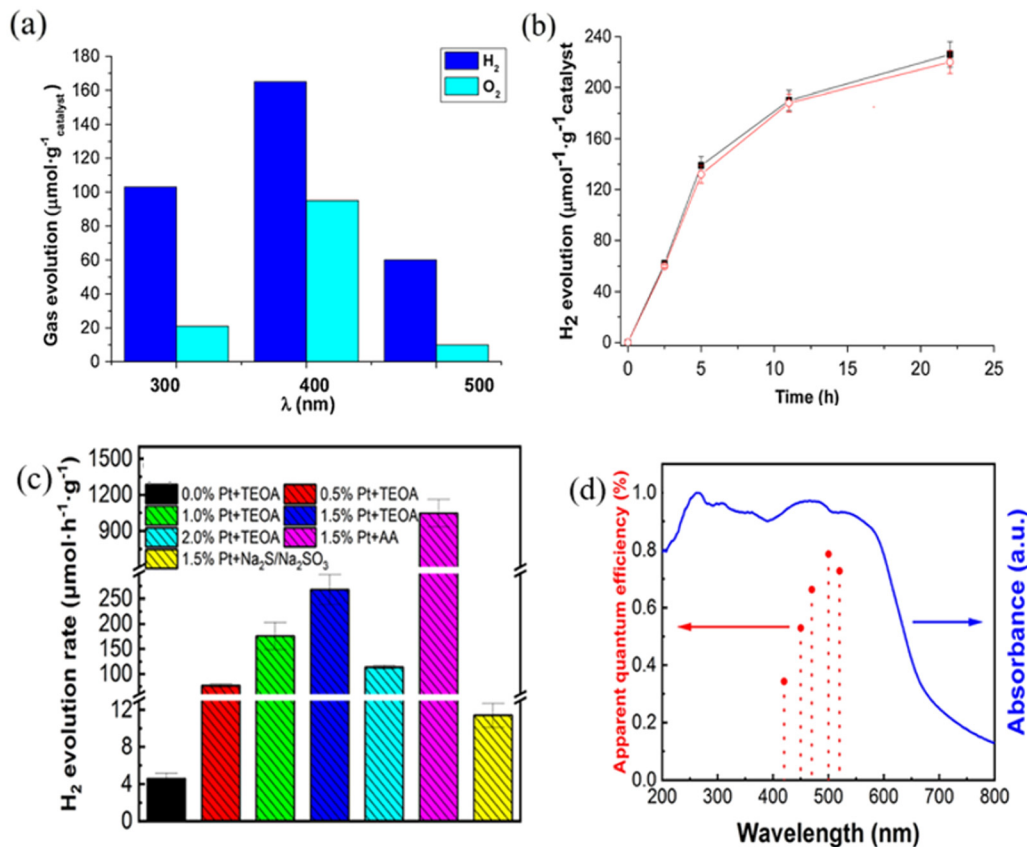 (a)
Gas evolution (μmol·g⁻¹catalyst)
180
160
140
120
100
80
60
40
20
0
H₂
O₂
300
400
500
λ (nm)
(b)
H₂ evolution (μmol⁻¹·g⁻¹catalyst
240
200
160
120
80
40
0
0
5
10
15
20
25
Time (h)
(c)
H₂ evolution rate (μmol·h⁻¹·g⁻¹)
1500
1200
900
250
200
150
100
12
8
4
0
0.0% Pt+TEOA
0.5% Pt+TEOA
1.0% Pt+TEOA
1.5% Pt+TEOA
2.0% Pt+TEOA
1.5% Pt+AA
1.5% Pt+Na₂S/Na₂SO₃
(d)
Apparent quantum efficiency (%)
1.0
0.8
0.6
0.4
0.2
0.0
200
300
400
500
600
700
800
Wavelength (nm)
Absorbance (a.u.)